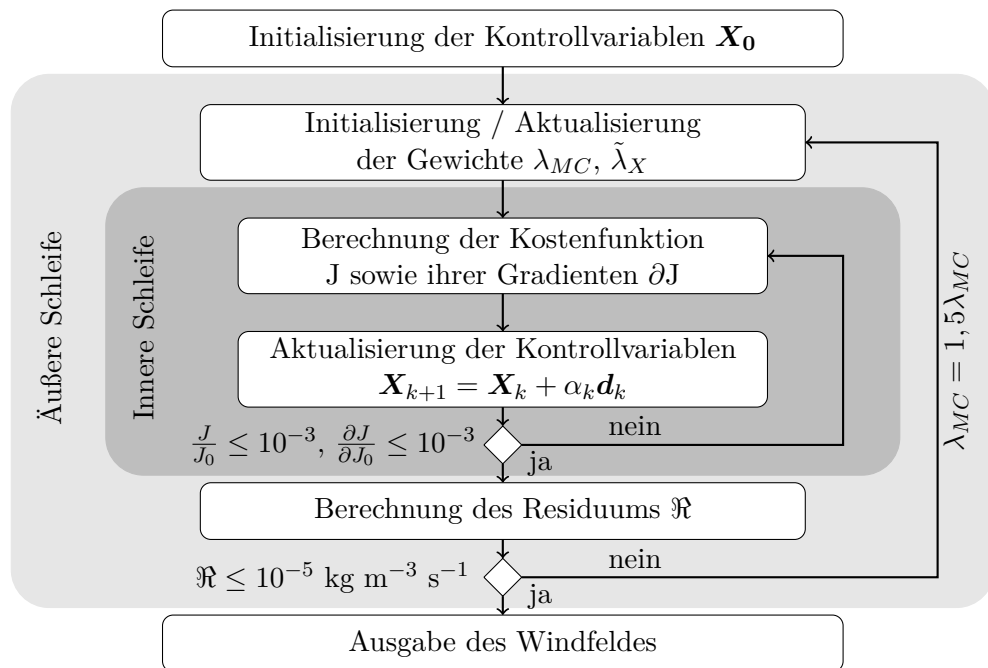 Initialisierung der Kontrollvariablen X₀
Initialisierung / Aktualisierung
der Gewichte λ_MC, λ̃_X
Äußere Schleife
Innere Schleife
Berechnung der Kostenfunktion
J sowie ihrer Gradienten ∂J
Aktualisierung der Kontrollvariablen
X_{k+1} = X_k + α_k d_k
J/J₀ ≤ 10⁻³, ∂J/∂J₀ ≤ 10⁻³
nein
ja
λ_MC = 1,5λ_MC
Berechnung des Residuums ℜ
ℜ ≤ 10⁻⁵ kg m⁻³ s⁻¹
nein
ja
Ausgabe des Windfeldes